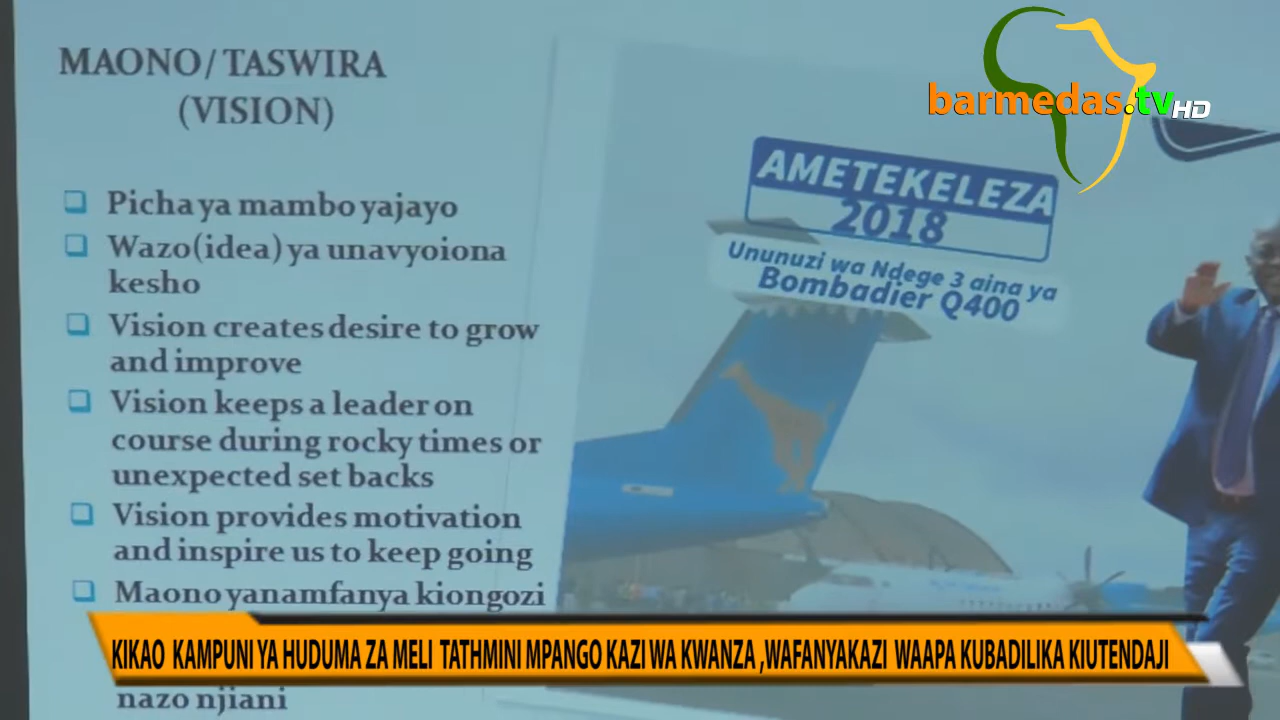 MAONO/TASWIRA
(VISION)
Picha ya mambo yajayo
Wazo(idea) ya unavyoiona
kesho
Vision creates desire to grow
and improve
Vision keeps a leader on
course during rocky times or
unexpected set backs
Vision provides motivation
and inspire us to keep going
Maono yanamfanya kiongozi
nazo njiani
barmedas.tv HD
AMETEKELEZA
2018
Ununuzi wa Ndege 3 aina ya
Bombadier Q400
KIKAO KAMPUNI YA HUDUMA ZA MELI TATHMINI MPANGO KAZI WA KWANZA ,WAFANYAKAZI WAAPA KUBADILIKA KIUTENDAJI